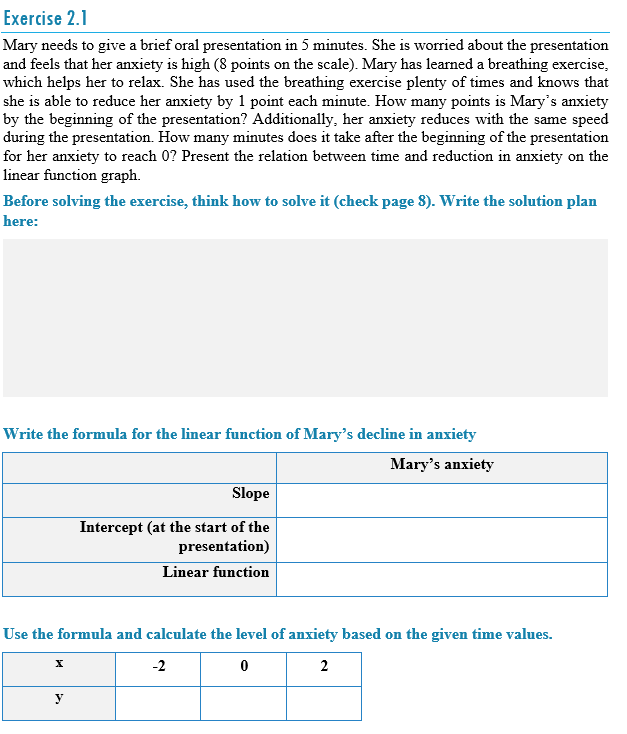 Exercise 2.1
Mary needs to give a brief oral presentation in 5 minutes. She is worried about the presentation
and feels that her anxiety is high (8 points on the scale). Mary has learned a breathing exercise,
which helps her to relax. She has used the breathing exercise plenty of times and knows that
she is able to reduce her anxiety by 1 point each minute. How many points is Mary's anxiety
by the beginning of the presentation? Additionally, her anxiety reduces with the same speed
during the presentation. How many minutes does it take after the beginning of the presentation
for her anxiety to reach 0? Present the relation between time and reduction in anxiety on the
linear function graph.
Before solving the exercise, think how to solve it (check page 8). Write the solution plan
here:
Write the formula for the linear function of Mary's decline in anxiety
Mary's anxiety
Slope
Intercept (at the start of the
presentation)
Linear function
Use the formula and calculate the level of anxiety based on the given time values.
x -2 0 2
y